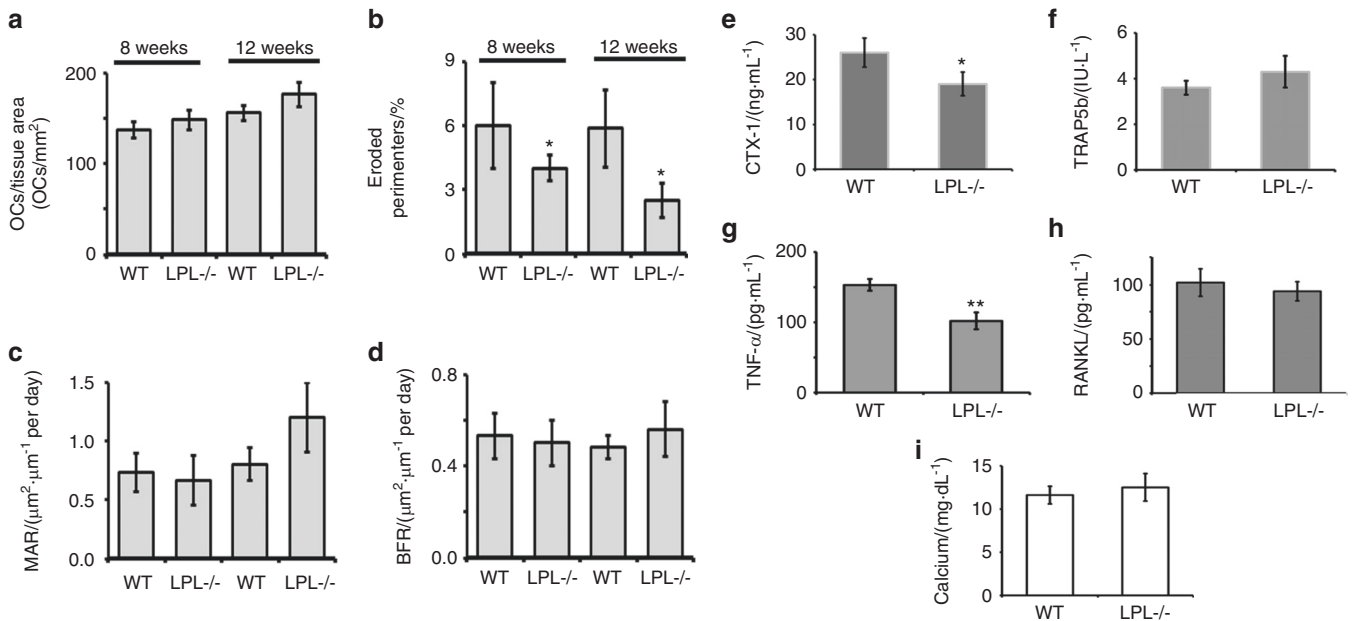 a
8 weeks 12 weeks
OCs/tissue area
(OCs/mm²)
200
100
0
WT LPL-/- WT LPL-/-
b
8 weeks 12 weeks
Eroded
perimenters/%
9
6
3
0
* *
WT LPL-/- WT LPL-/-
c
MAR/(µm²·µm⁻¹ per day)
1.5
1.0
0.5
0.0
WT LPL-/- WT LPL-/-
d
BFR/(µm²·µm⁻¹ per day)
0.8
0.4
0.0
WT LPL-/- WT LPL-/-
e
CTX-1/(ng·mL⁻¹)
30
20
10
0
*
WT LPL-/-
f
TRAP5b/(IU·L⁻¹)
6
4
2
0
WT LPL-/-
g
TNF-α/(pg·mL⁻¹)
150
100
50
0
**
WT LPL-/-
h
RANKL/(pg·mL⁻¹)
100
50
0
WT LPL-/-
i
Calcium/(mg·dL⁻¹)
15
10
5
0
WT LPL-/-